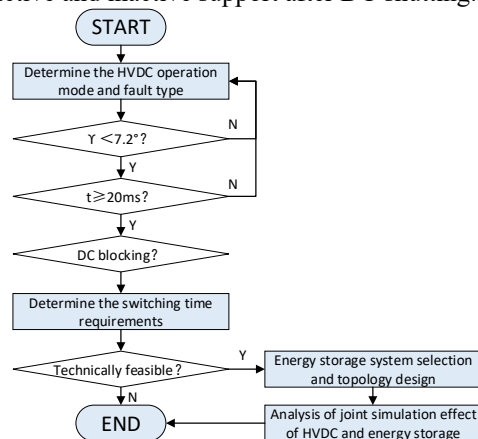 START
Determine the HVDC operation
mode and fault type
N
ϒ <7.2°?
Y
N
t≥20ms?
Y
DC blocking?
Determine the switching time
requirements
Y
Technically feasible?
N
Energy storage system selection
and topology design
END
Analysis of joint simulation effect
of HVDC and energy storage